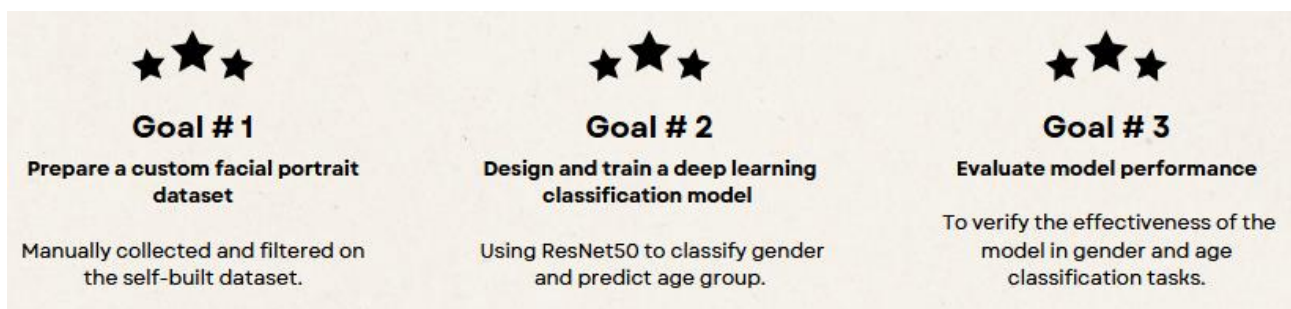 Goal # 1
Prepare a custom facial portrait
dataset
Manually collected and filtered on
the self-built dataset.
Goal # 2
Design and train a deep learning
classification model
Using ResNet50 to classify gender
and predict age group.
Goal # 3
Evaluate model performance
To verify the effectiveness of the
model in gender and age
classification tasks.